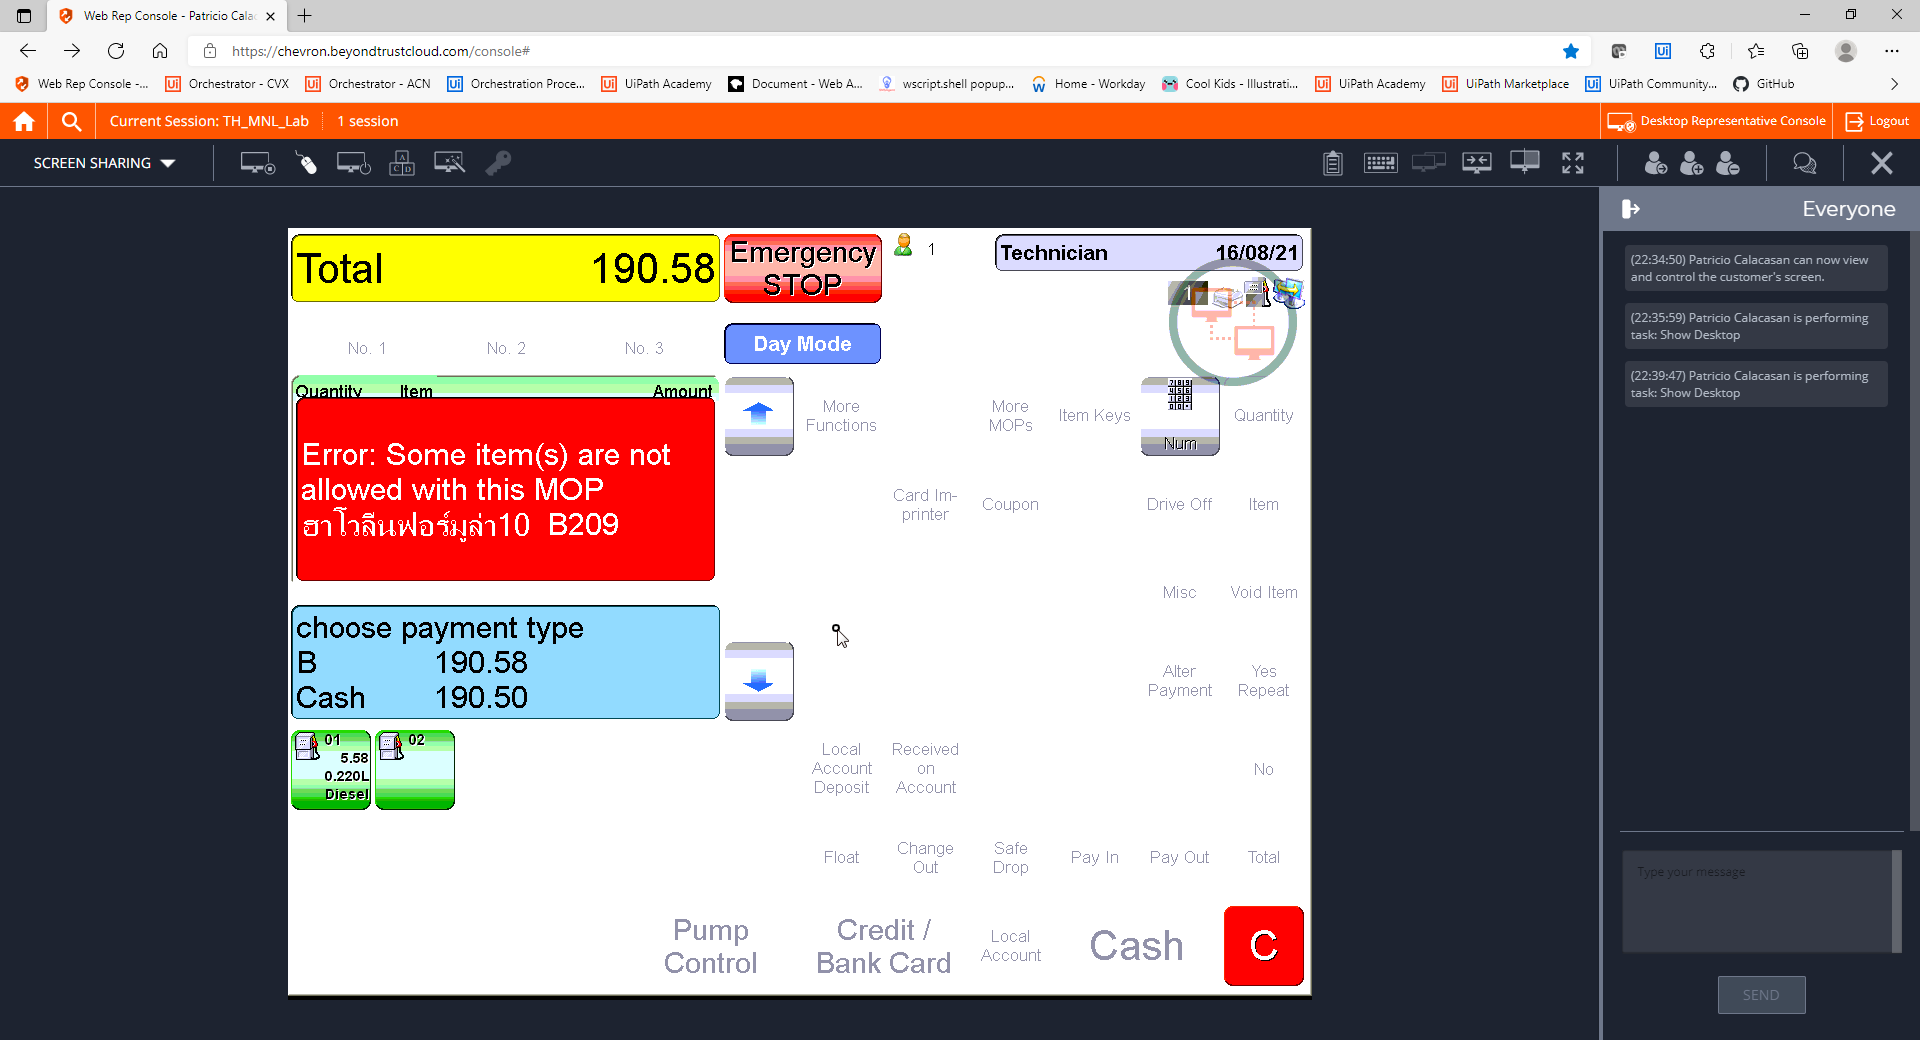 Web Rep Console - Patricio Cala
https://chevron.beyondtrustcloud.com/console#
Web Rep Console -... Orchestrator - CVX Orchestrator - ACN Orchestration Proce... UiPath Academy Document - Web A... wscript.shell popup... Home - Workday Cool Kids - Illustrati... UiPath Academy UiPath Marketplace UiPath Community... GitHub
Current Session: TH_MNL_Lab 1 session Desktop Representative Console Logout
SCREEN SHARING
Everyone
(22:34:50) Patricio Calacasan can now view
and control the customer's screen.
(22:35:59) Patricio Calacasan is performing
task: Show Desktop
(22:39:47) Patricio Calacasan is performing
task: Show Desktop
Type your message
SEND
Total 190.58
Emergency
STOP
1
Technician 16/08/21
1
No. 1 No. 2 No. 3
Day Mode
Quantity Item Amount
Error: Some item(s) are not
allowed with this MOP
ฮาโวลีนฟอร์มูล่า10 B209
More
Functions
More
MOPs
Item Keys
Num
Quantity
Card Im-
printer
Coupon
Drive Off
Item
Misc
Void Item
choose payment type
B 190.58
Cash 190.50
Alter
Payment
Yes
Repeat
01
5.58
0.220L
Diesel
02
Local
Account
Deposit
Received
on
Account
No
Float
Change
Out
Safe
Drop
Pay In
Pay Out
Total
Pump
Control
Credit /
Bank Card
Local
Account
Cash
C